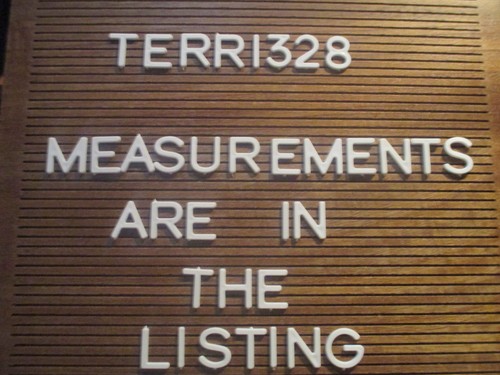 TERRI328
MEASUREMENTS
ARE IN
THE
LISTING